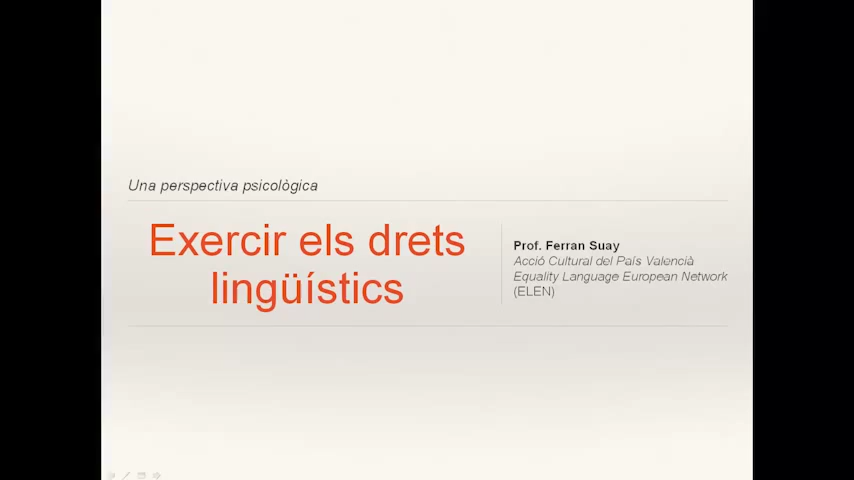 Una perspectiva psicològica
Exercir els drets
lingüístics
Prof. Ferran Suay
Acció Cultural del País Valencià
Equality Language European Network
(ELEN)